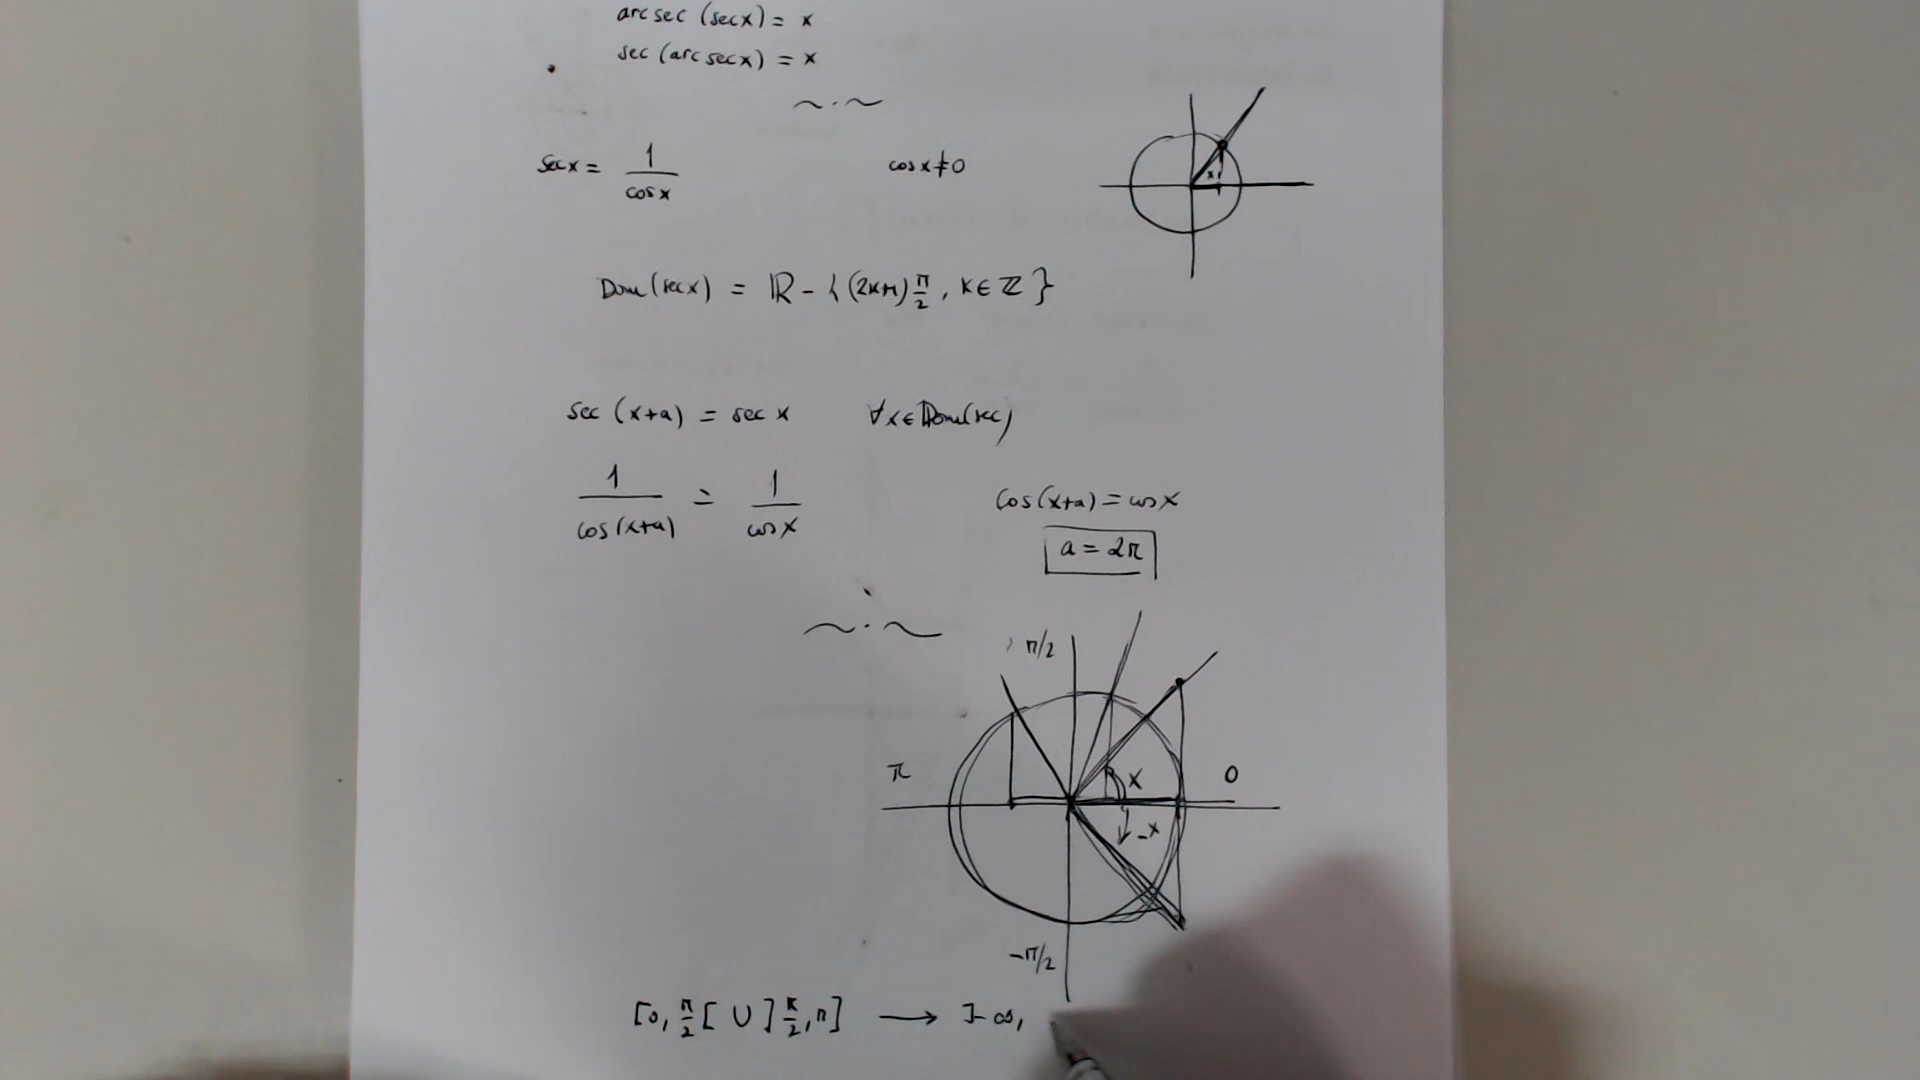 arcsec (secx) = x
sec (arcsecx) = x
secx = 1/cosx    cosx≠0
x
Dom(secx) = ℝ - {(2k+1)π/2, k∈ℤ}
sec (x+a) = sec x    ∀x∈Dom(sec)
1/cos(x+a) = 1/cosx    cos(x+a) = cosx
a = 2π
π/2
π    x    0
-x
-π/2
[0, π/2[ ∪ ]π/2, π] ⟶ ]-∞,